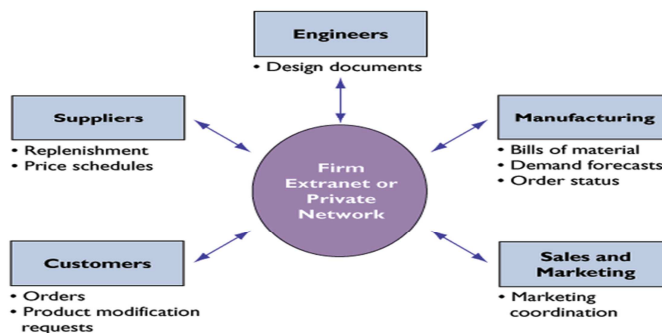 Engineers
• Design documents
Suppliers
• Replenishment
• Price schedules
Manufacturing
• Bills of material
• Demand forecasts
• Order status
Firm
Extranet or
Private
Network
Customers
• Orders
• Product modification
requests
Sales and
Marketing
• Marketing
coordination